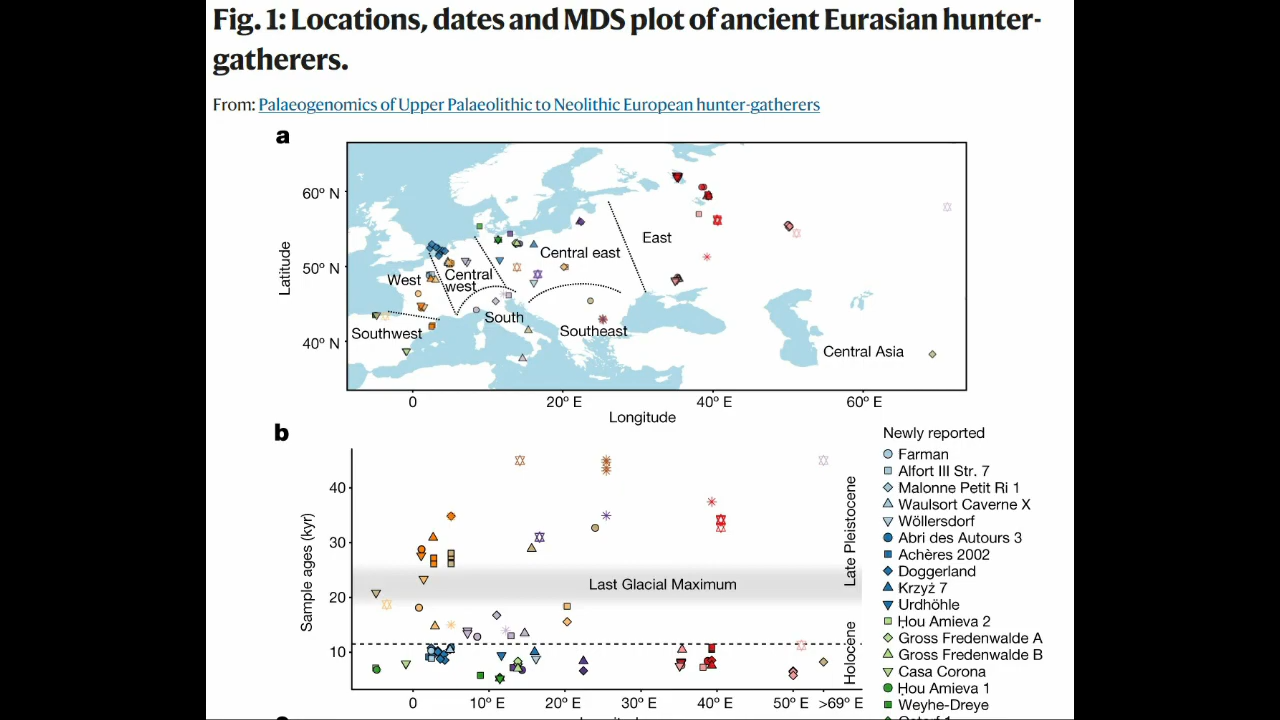 Fig. 1: Locations, dates and MDS plot of ancient Eurasian hunter-
gatherers.
From: Palaeogenomics of Upper Palaeolithic to Neolithic European hunter-gatherers
a
60° N
50° N
40° N
Latitude
West
Central
west
Central east
East
Southwest
South
Southeast
Central Asia
0
20° E
40° E
60° E
Longitude
b
40
30
20
10
Sample ages (kyr)
Last Glacial Maximum
Late Pleistocene
Holocene
0
10° E
20° E
30° E
40° E
50° E
>69° E
Newly reported
Farman
Alfort III Str. 7
Malonne Petit Ri 1
Waulsort Caverne X
Wöllersdorf
Abri des Autours 3
Achères 2002
Doggerland
Krzyż 7
Urdhöhle
Hou Amieva 2
Gross Fredenwalde A
Gross Fredenwalde B
Casa Corona
Hou Amieva 1
Weyhe-Dreye